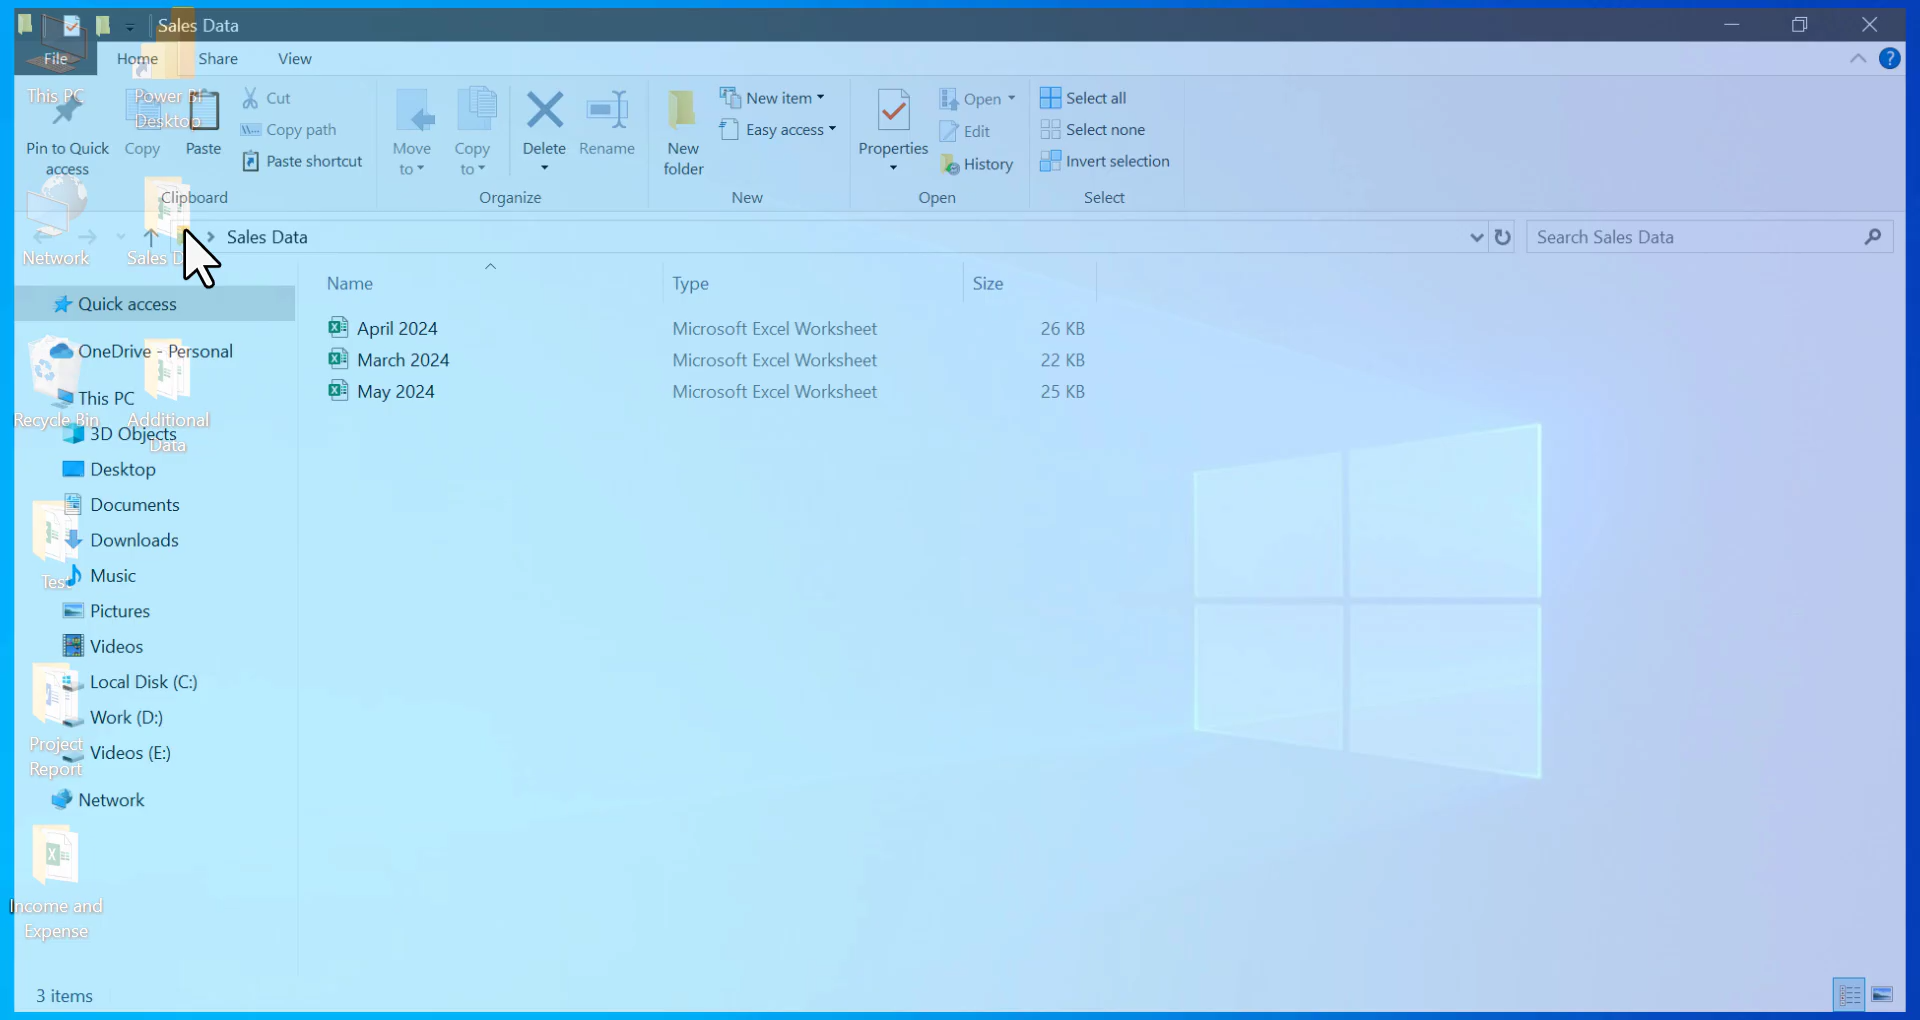 Sales Data
File Home Share View
This PC
Power BI
Desktop
Pin to Quick
access
Copy
Paste
Cut
Copy path
Paste shortcut
Clipboard
Move
to
Copy
to
Delete
Rename
Organize
New
folder
New item
Easy access
New
Properties
Open
Edit
History
Open
Select all
Select none
Invert selection
Select
Network
Sales D
Sales Data
Search Sales Data
Name Type Size
April 2024 Microsoft Excel Worksheet 26 KB
March 2024 Microsoft Excel Worksheet 22 KB
May 2024 Microsoft Excel Worksheet 25 KB
Quick access
OneDrive - Personal
This PC
Recycle Bin
Additional
Data
3D Objects
Desktop
Documents
Downloads
Music
Test
Pictures
Videos
Local Disk (C:)
Work (D:)
Project
Report
Videos (E:)
Network
Income and
Expense
3 items